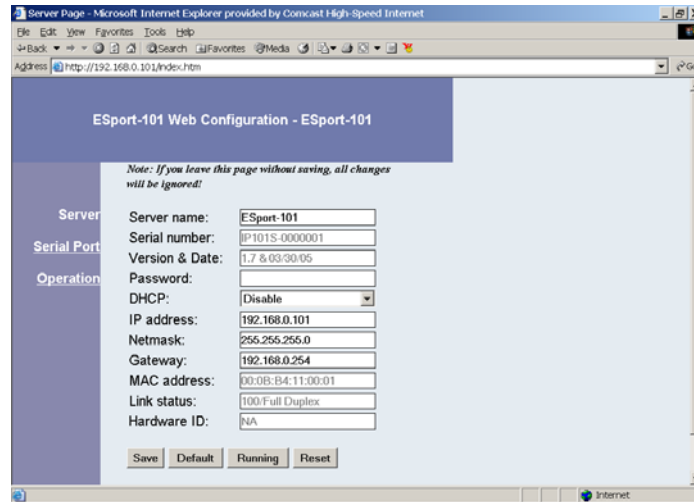 Server Page - Microsoft Internet Explorer provided by Comcast High-Speed Internet
File Edit View Favorites Tools Help
Back Search Favorites Media
Address http://192.168.0.101/index.htm
ESport-101 Web Configuration - ESport-101
Note: If you leave this page without saving, all changes
will be ignored!
Server
Serial Port
Operation
Server name: ESport-101
Serial number: IP101S-0000001
Version & Date: 1.7 & 03/30/05
Password:
DHCP: Disable
IP address: 192.168.0.101
Netmask: 255.255.255.0
Gateway: 192.168.0.254
MAC address: 00:0B:B4:11:00:01
Link status: 100/Full Duplex
Hardware ID: NA
Save Default Running Reset
Internet